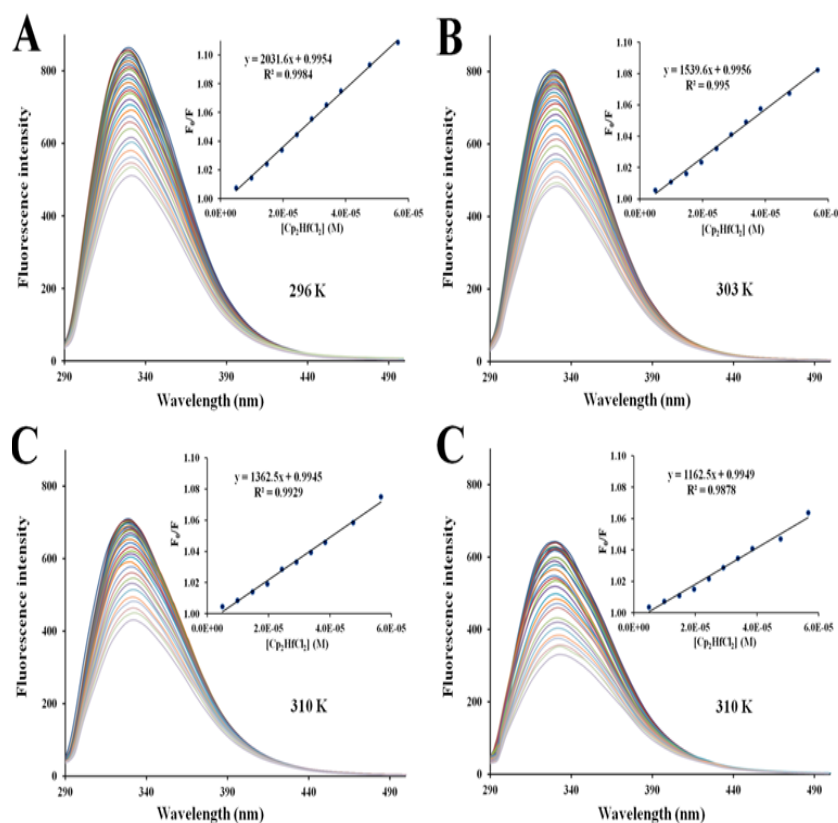 A
y = 2031.6x + 0.9954
R² = 0.9984
F₀/F
1.10
1.08
1.06
1.04
1.02
1.00
0.0E+00 2.0E-05 4.0E-05 6.0E-05
[Cp₂HfCl₂] (M)
Fluorescence intensity
800
600
400
200
0
296 K
290 340 390 440 490
Wavelength (nm)
B
y = 1539.6x + 0.9956
R² = 0.995
F₀/F
1.10
1.08
1.06
1.04
1.02
1.00
0.0E+00 2.0E-05 4.0E-05 6.0E-05
[Cp₂HfCl₂] (M)
Fluorescence intensity
800
600
400
200
0
303 K
290 340 390 440 490
Wavelength (nm)
C
y = 1362.5x + 0.9945
R² = 0.9929
F₀/F
1.10
1.08
1.06
1.04
1.02
1.00
0.0E+00 2.0E-05 4.0E-05 6.0E-05
[Cp₂HfCl₂] (M)
Fluorescence intensity
800
600
400
200
0
310 K
290 340 390 440 490
Wavelength (nm)
C
y = 1162.5x + 0.9949
R² = 0.9878
F₀/F
1.10
1.08
1.06
1.04
1.02
1.00
0.0E+00 2.0E-05 4.0E-05 6.0E-05
[Cp₂HfCl₂] (M)
Fluorescence intensity
800
600
400
200
0
310 K
290 340 390 440 490
Wavelength (nm)